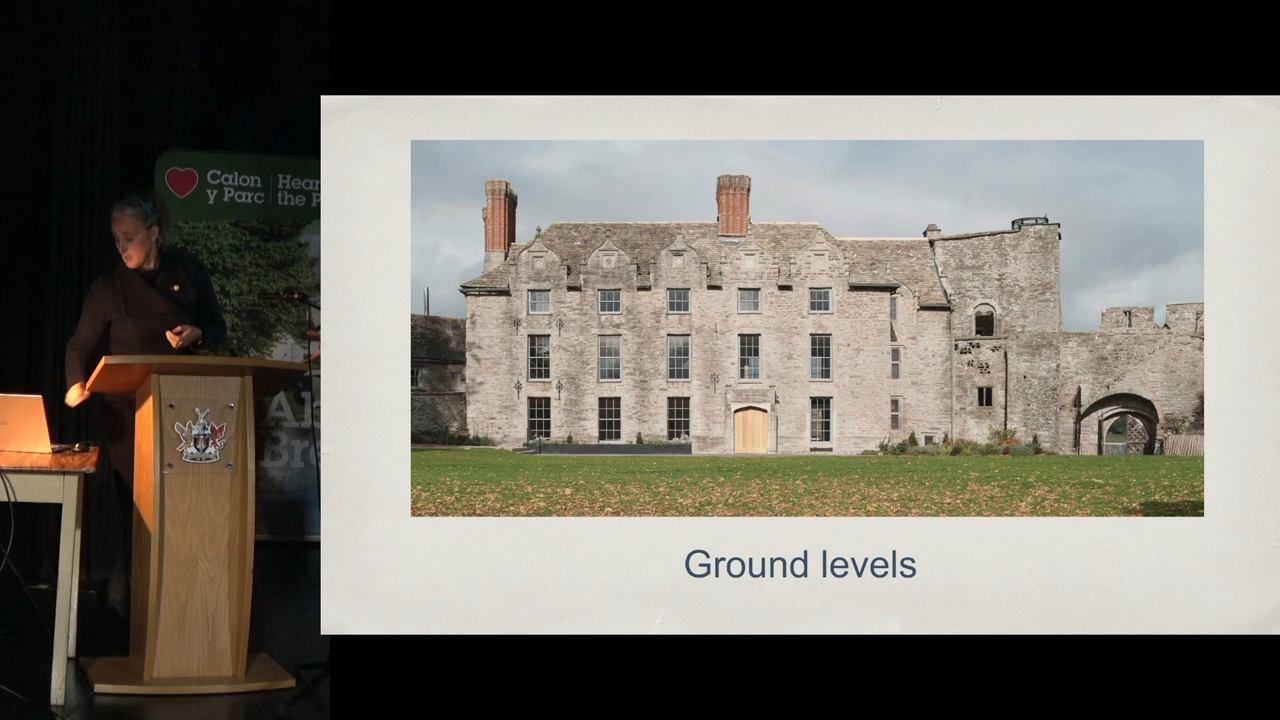 Calon
y Parc
Hear
the P
Ground levels